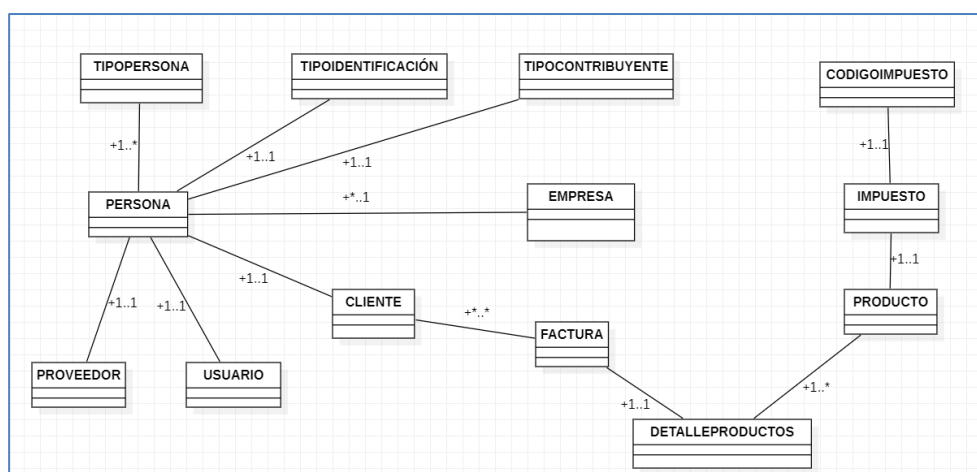 TIPOPERSONA
TIPOIDENTIFICACIÓN
TIPOCONTRIBUYENTE
CODIGOIMPUESTO
+1..*
+1..1
+1..1
+1..1
PERSONA
+*..1
EMPRESA
IMPUESTO
+1..1
+1..1
+1..1
+1..1
CLIENTE
+*..*
FACTURA
PRODUCTO
PROVEEDOR
USUARIO
+1..1
+1..*
DETALLEPRODUCTOS